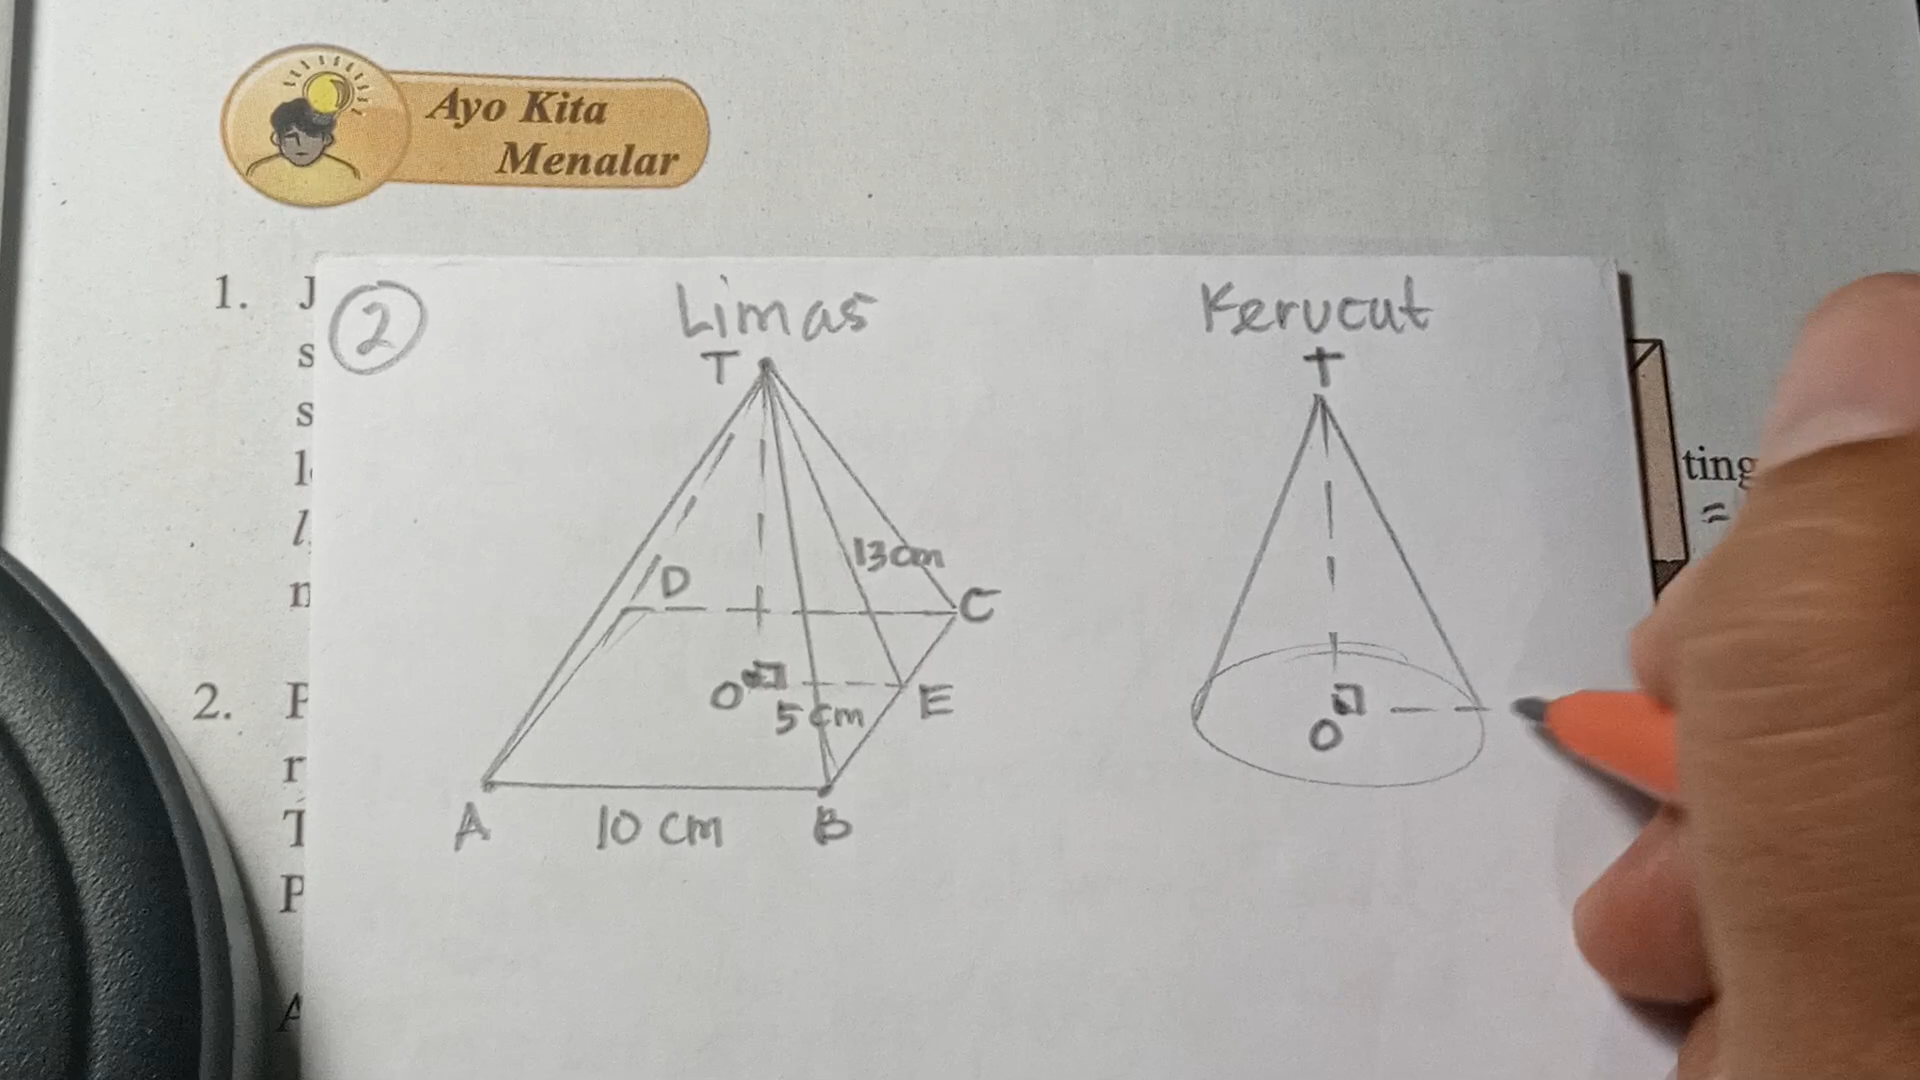 Ayo Kita
Menalar
1. J
s
s
l
n
2. P
r
T
P
A
ting
=
2
Limas
T
D
13 cm
C
O
5 cm
E
A
10 cm
B
Kerucut
T
O